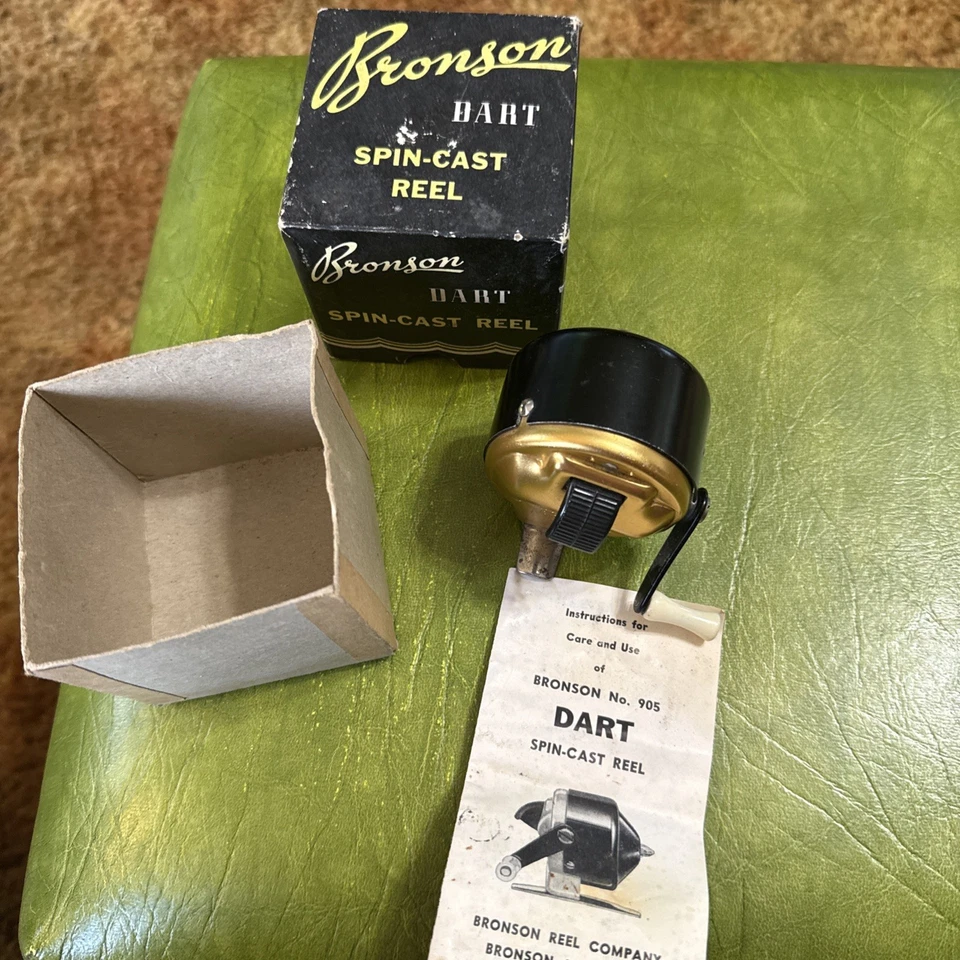 Bronson
DART
SPIN-CAST
REEL
Bronson
DART
SPIN-CAST REEL
Instructions for
Care and Use
of
BRONSON No. 905
DART
SPIN-CAST REEL
BRONSON REEL COMPANY
BRONSON